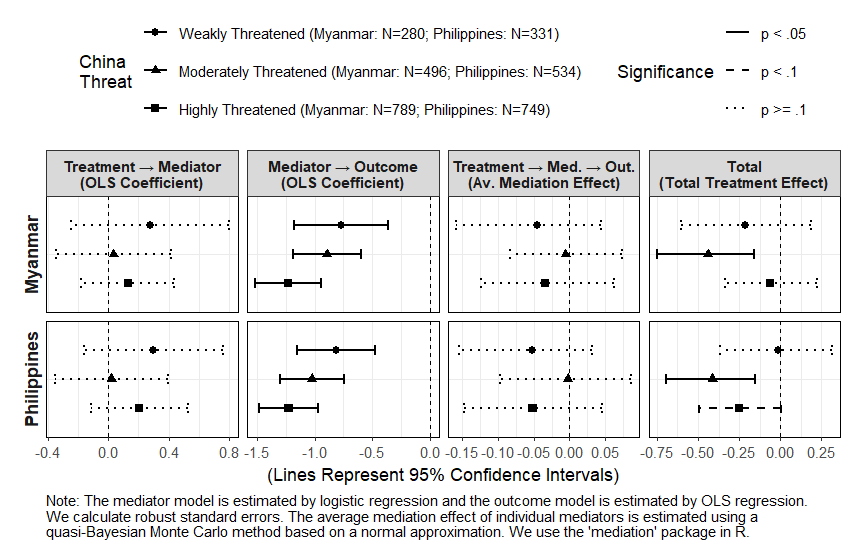 China
Threat
Weakly Threatened (Myanmar: N=280; Philippines: N=331)
Moderately Threatened (Myanmar: N=496; Philippines: N=534)
Highly Threatened (Myanmar: N=789; Philippines: N=749)
Significance
p < .05
p < .1
p >= .1
Treatment → Mediator
(OLS Coefficient)
Mediator → Outcome
(OLS Coefficient)
Treatment → Med. → Out.
(Av. Mediation Effect)
Total
(Total Treatment Effect)
Myanmar
Philippines
-0.4 0.0 0.4 0.8
-1.5 -1.0 -0.5 0.0
-0.15 -0.10 -0.05 0.00 0.05
-0.75 -0.50 -0.25 0.00 0.25
(Lines Represent 95% Confidence Intervals)
Note: The mediator model is estimated by logistic regression and the outcome model is estimated by OLS regression.
We calculate robust standard errors. The average mediation effect of individual mediators is estimated using a
quasi-Bayesian Monte Carlo method based on a normal approximation. We use the 'mediation' package in R.